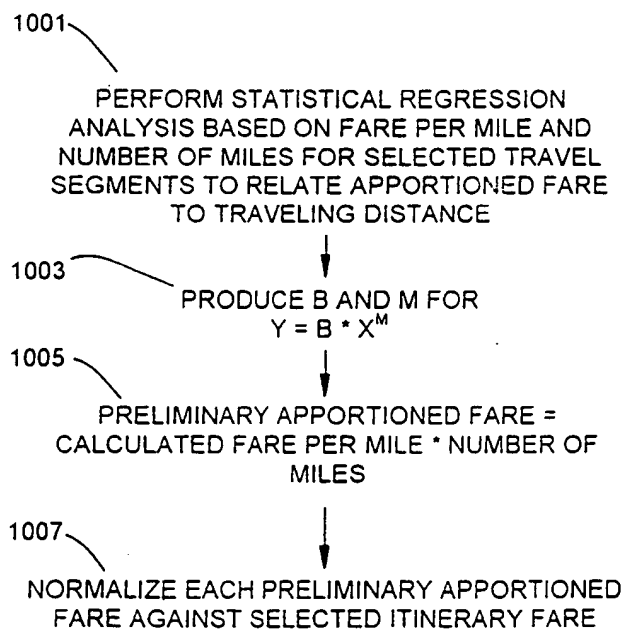 1001
PERFORM STATISTICAL REGRESSION
ANALYSIS BASED ON FARE PER MILE AND
NUMBER OF MILES FOR SELECTED TRAVEL
SEGMENTS TO RELATE APPORTIONED FARE
TO TRAVELING DISTANCE
1003
PRODUCE B AND M FOR
Y = B * X^M
1005
PRELIMINARY APPORTIONED FARE =
CALCULATED FARE PER MILE * NUMBER OF
MILES
1007
NORMALIZE EACH PRELIMINARY APPORTIONED
FARE AGAINST SELECTED ITINERARY FARE